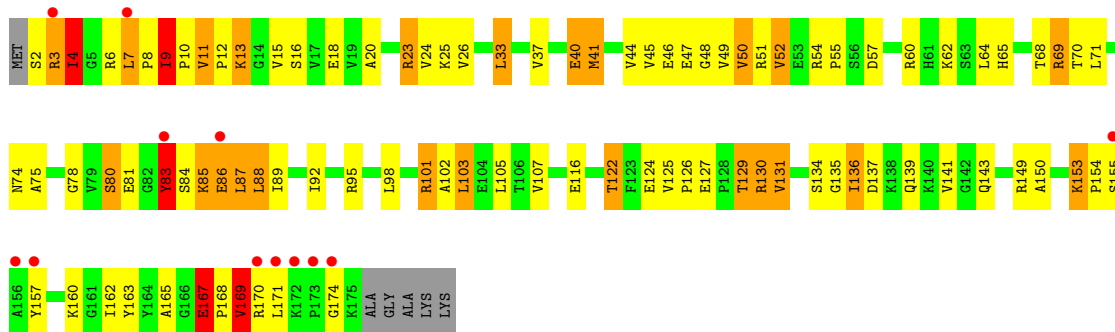 MET S2 R3 I4 G5 R6 L7 P8 I9 P10 V11 P12 K13 G14 V15 S16 V17 E18 V19 A20 R23 V24 K25 V26 L33 V37 E40 M41 V44 V45 E46 E47 G48 V49 V50 R51 V52 E53 R54 P55 S56 D57 R60 H61 K62 S63 L64 H65 T68 R69 T70 L71
N74 A75 G78 V79 S80 E81 G82 Y83 S84 K85 E86 L87 L88 I89 I92 R95 L98 R101 A102 L103 E104 L105 T106 V107 E116 T122 F123 E124 V125 P126 E127 P128 T129 R130 V131 S134 G135 I136 D137 K138 Q139 K140 V141 G142 Q143 R149 A150 K153 P154 S155
A156 Y157 K160 G161 I162 Y163 Y164 A165 G166 E167 P168 V169 R170 L171 K172 P173 G174 K175 ALA GLY ALA LYS LYS